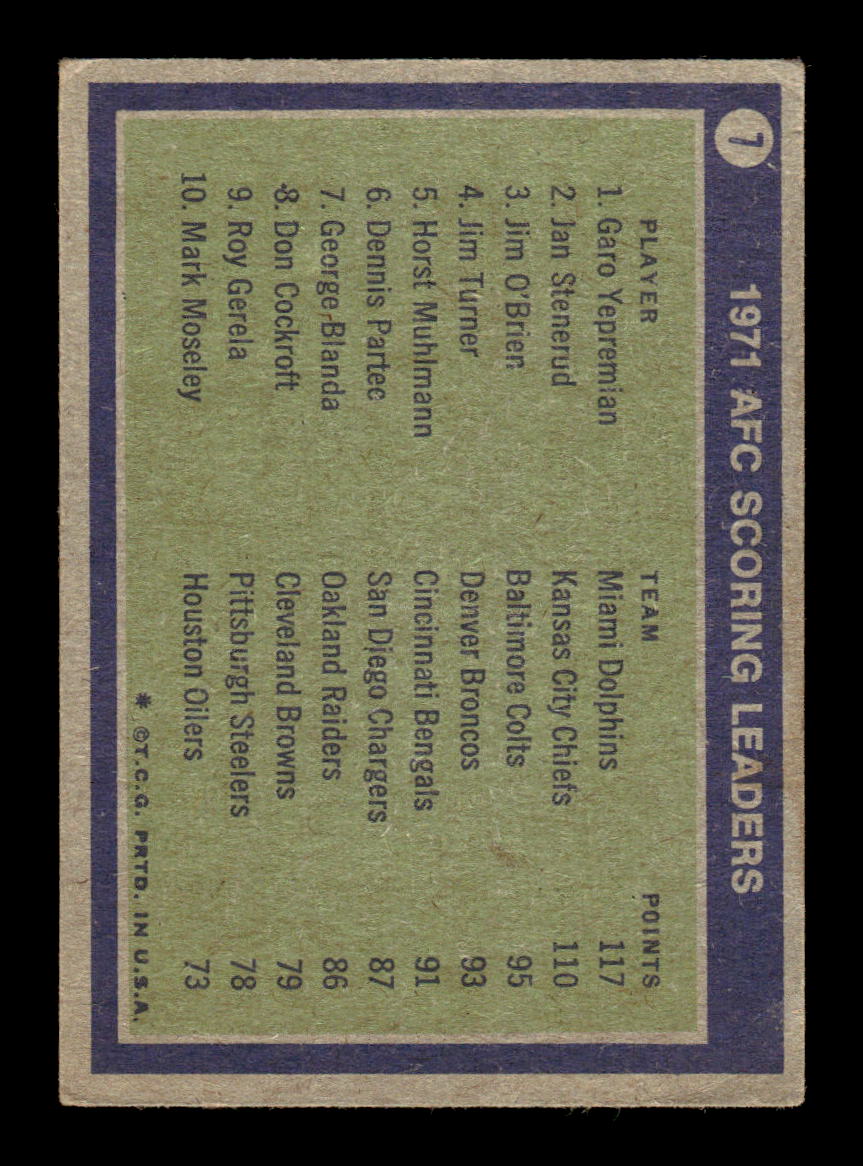 7
1971 AFC SCORING LEADERS
PLAYER TEAM POINTS
1. Garo Yepremian Miami Dolphins 117
2. Jan Stenerud Kansas City Chiefs 110
3. Jim O'Brien Baltimore Colts 95
4. Jim Turner Denver Broncos 93
5. Horst Muhlmann Cincinnati Bengals 91
6. Dennis Partee San Diego Chargers 87
7. George Blanda Oakland Raiders 86
8. Don Cockroft Cleveland Browns 79
9. Roy Gerela Pittsburgh Steelers 78
10. Mark Moseley Houston Oilers 73
* ©T.C.G. PRTD. IN U.S.A.